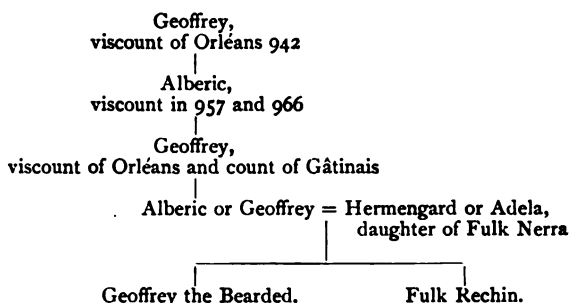 Geoffrey,
viscount of Orléans 942
Alberic,
viscount in 957 and 966
Geoffrey,
viscount of Orléans and count of Gâtinais
Alberic or Geoffrey = Hermengard or Adela,
daughter of Fulk Nerra
Geoffrey the Bearded. Fulk Rechin.